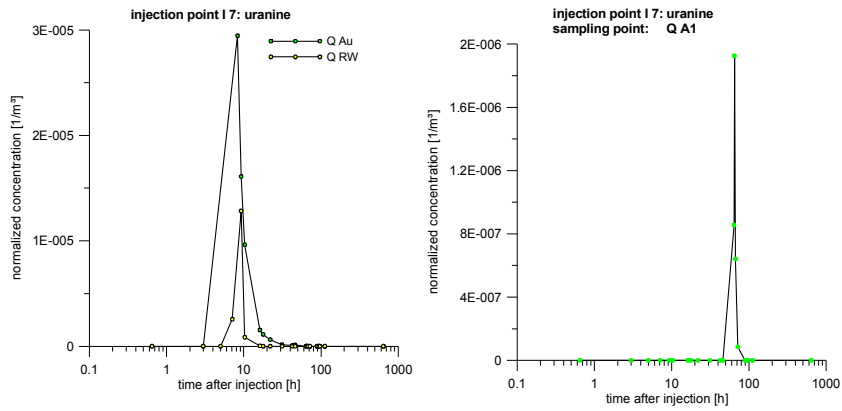 injection point I 7: uranine
3E-005
2E-005
1E-005
0
normalized concentration [1/m³]
Q Au
Q RW
0.1 1 10 100 1000
time after injection [h]
injection point I 7: uranine
sampling point: Q A1
2E-006
1.6E-006
1.2E-006
8E-007
4E-007
0
normalized concentration [1/m³]
0.1 1 10 100 1000
time after injection [h]